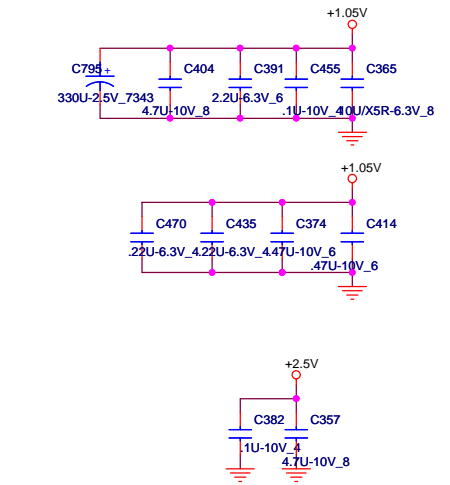 +1.05V
C795 + C404 C391 C455 C365
330U-2.5V_7343 2.2U-6.3V_6
4.7U-10V_8 .1U-10V_4 10U/X5R-6.3V_8
+1.05V
C470 C435 C374 C414
.22U-6.3V_4 .22U-6.3V_4 .47U-10V_6
.47U-10V_6
+2.5V
C382 C357
.1U-10V_4
4.7U-10V_8